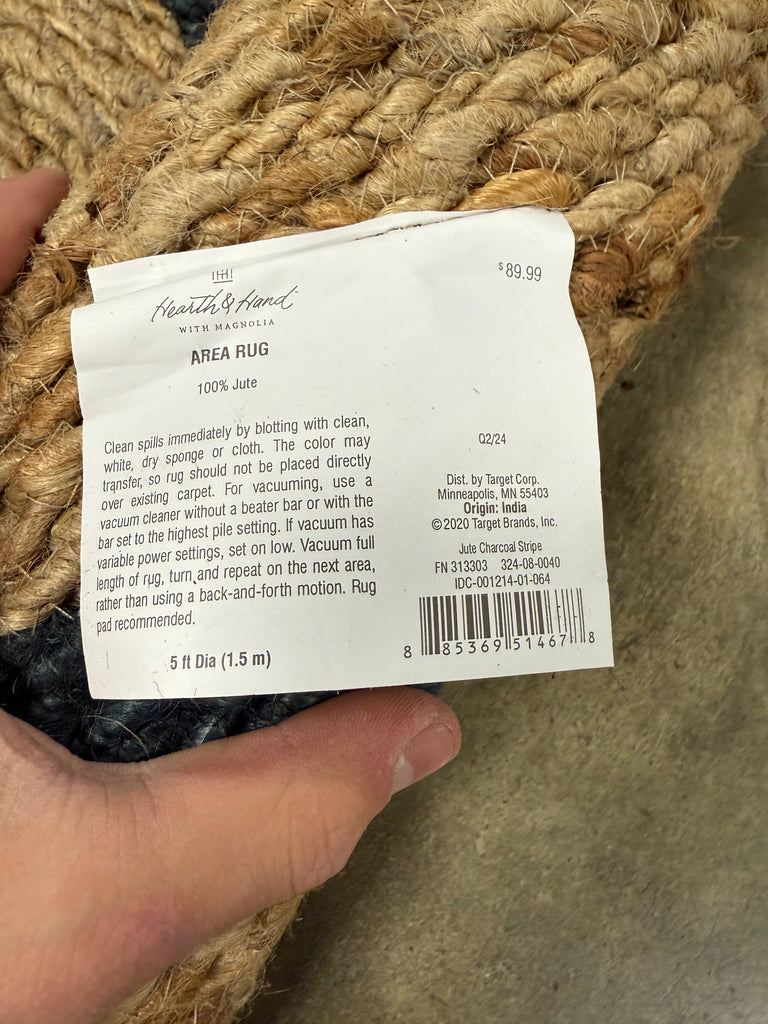 HH
Hearth & Hand
WITH MAGNOLIA
AREA RUG
100% Jute
Clean spills immediately by blotting with clean,
white, dry sponge or cloth. The color may
transfer, so rug should not be placed directly
over existing carpet. For vacuuming, use a
vacuum cleaner without a beater bar or with the
bar set to the highest pile setting. If vacuum has
variable power settings, set on low. Vacuum full
length of rug, turn and repeat on the next area,
rather than using a back-and-forth motion. Rug
pad recommended.
5 ft Dia (1.5 m)
$89.99
Q2/24
Dist. by Target Corp.
Minneapolis, MN 55403
Origin: India
©2020 Target Brands, Inc.
Jute Charcoal Stripe
FN 313303 324-08-0040
IDC-001214-01-064
8 85369 51467 8